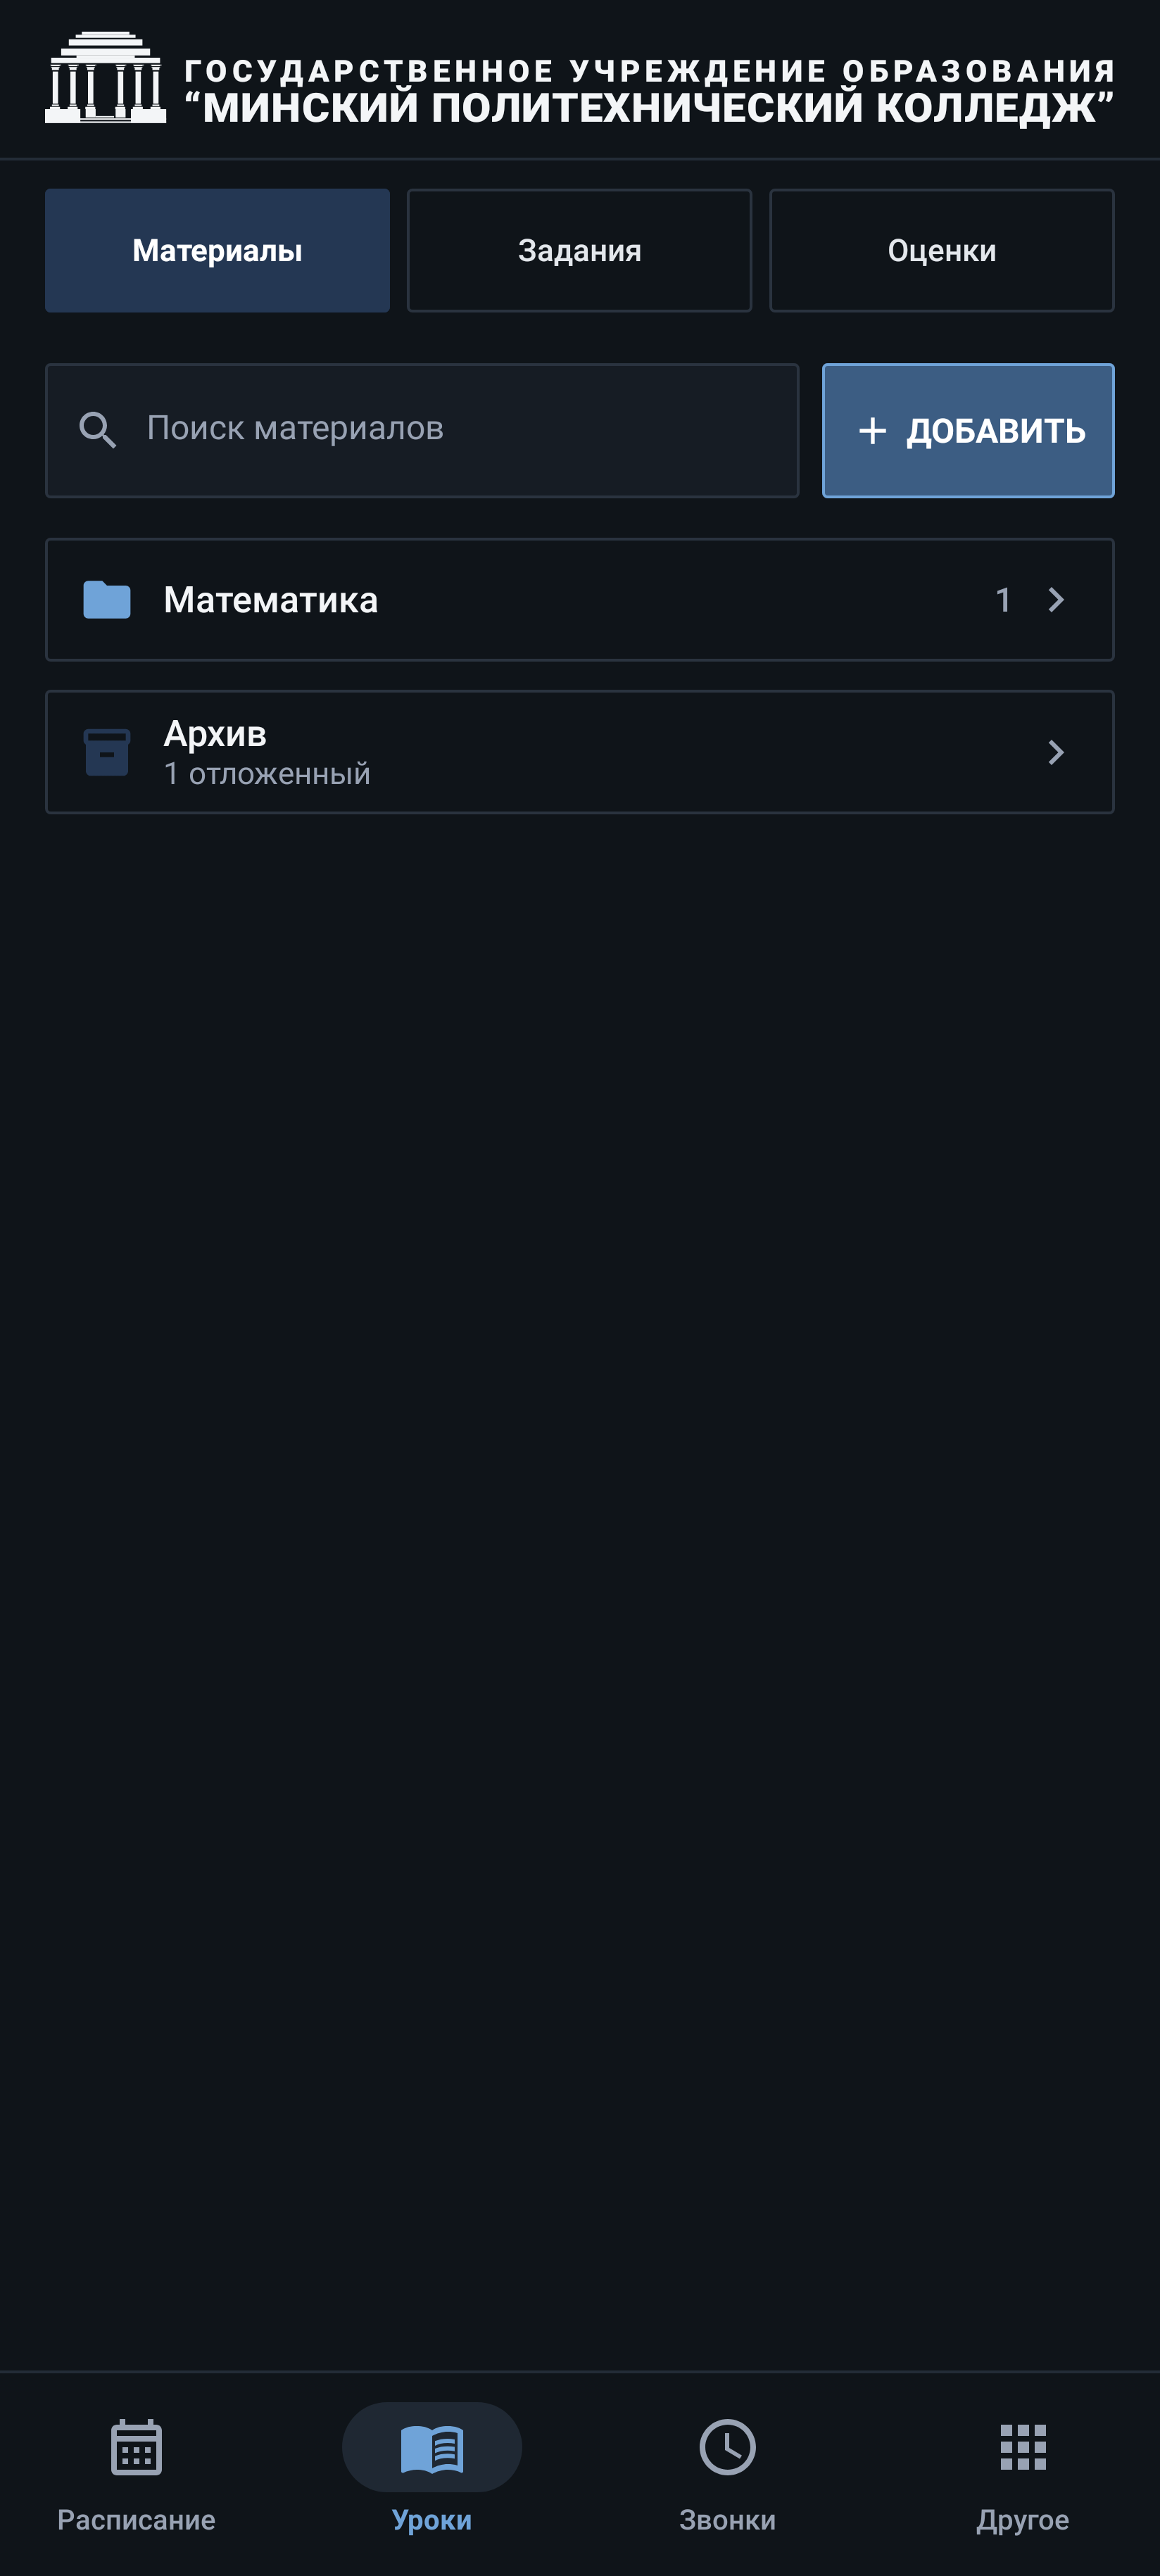 ГОСУДАРСТВЕННОЕ УЧРЕЖДЕНИЕ ОБРАЗОВАНИЯ
“МИНСКИЙ ПОЛИТЕХНИЧЕСКИЙ КОЛЛЕДЖ”
Материалы
Задания
Оценки
Поиск материалов
+ ДОБАВИТЬ
Математика
1
Архив
1 отложенный
Расписание
Уроки
Звонки
Другое